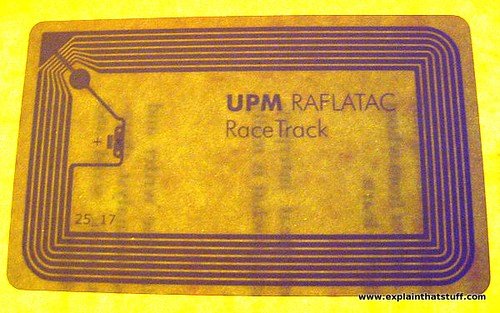 UPM RAFLATAC
RaceTrack
+
25_17
www.explainthatstuff.com